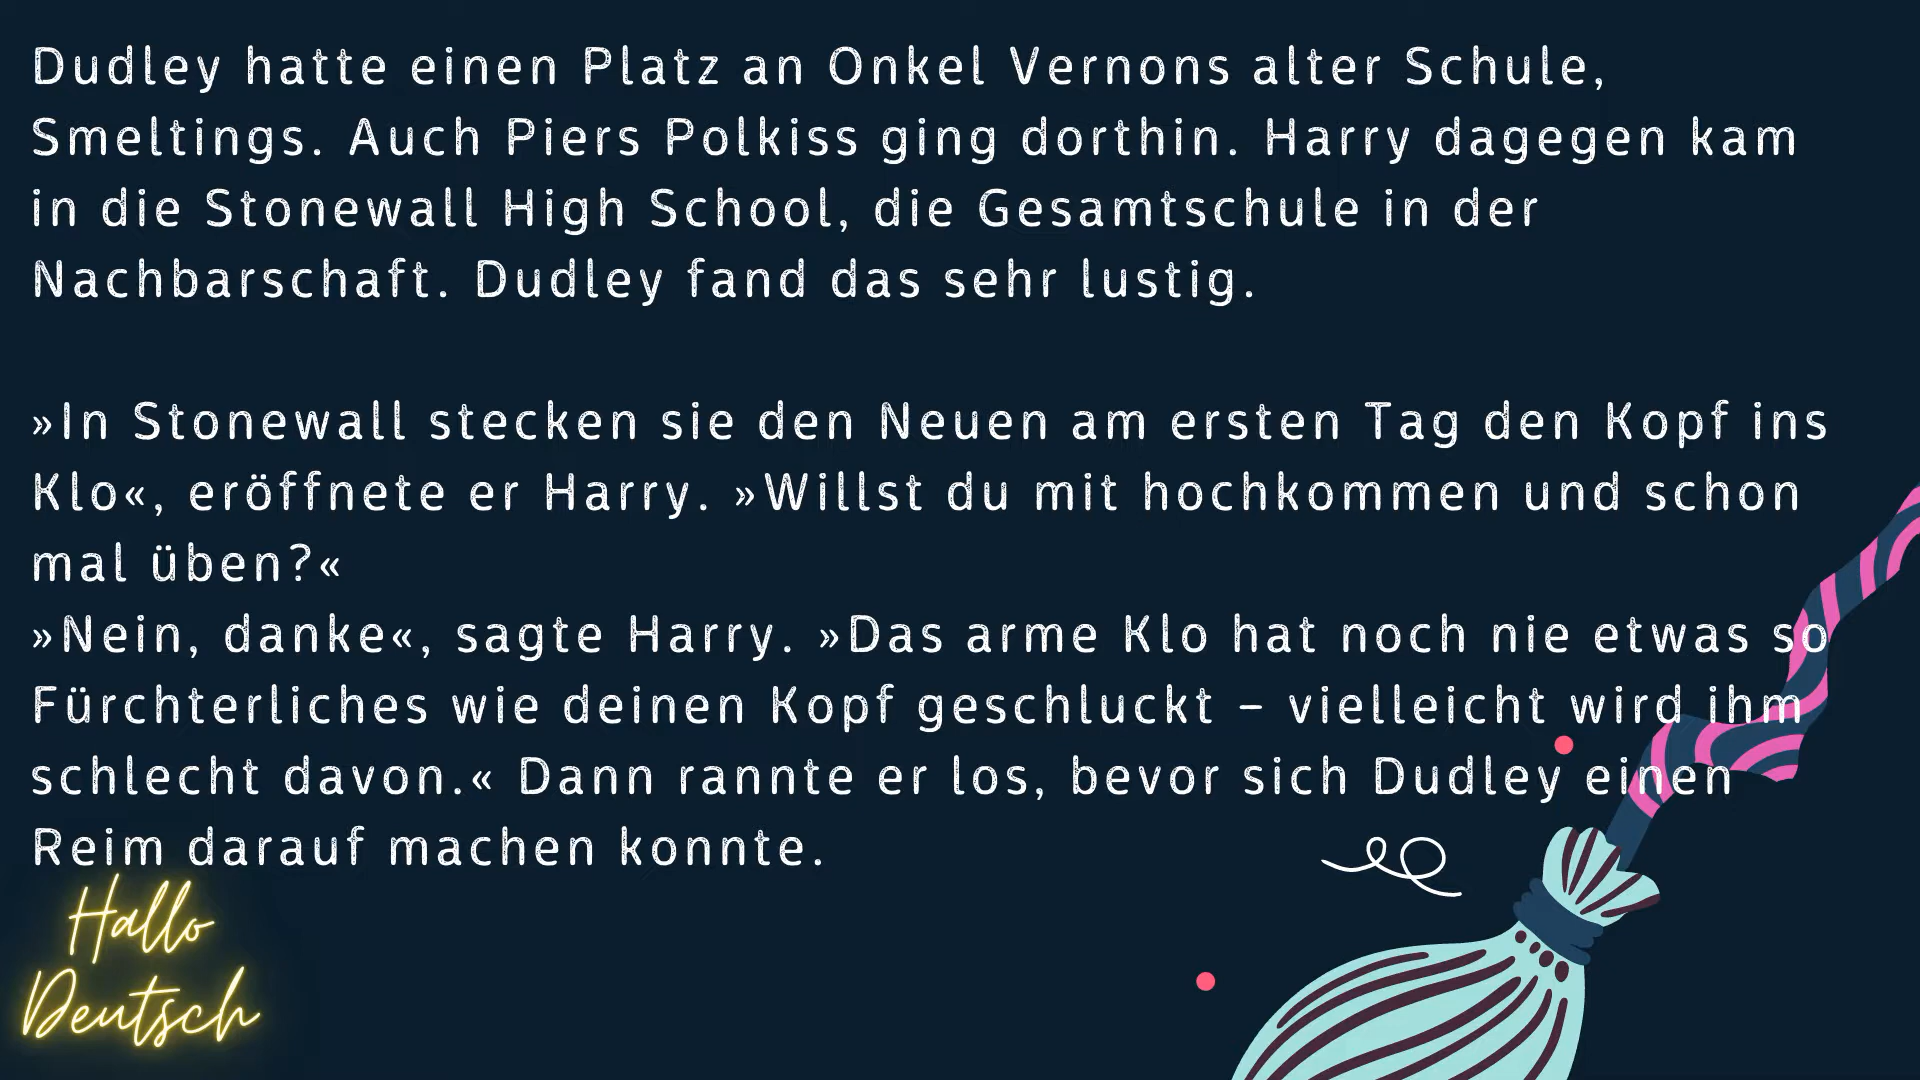 Dudley hatte einen Platz an Onkel Vernons alter Schule,
Smeltings. Auch Piers Polkiss ging dorthin. Harry dagegen kam
in die Stonewall High School, die Gesamtschule in der
Nachbarschaft. Dudley fand das sehr lustig.
»In Stonewall stecken sie den Neuen am ersten Tag den Kopf ins
Klo«, eröffnete er Harry. »Willst du mit hochkommen und schon
mal üben?«
»Nein, danke«, sagte Harry. »Das arme Klo hat noch nie etwas so
Fürchterliches wie deinen Kopf geschluckt – vielleicht wird ihm
schlecht davon.« Dann rannte er los, bevor sich Dudley einen
Reim darauf machen konnte.
Hallo
Deutsch